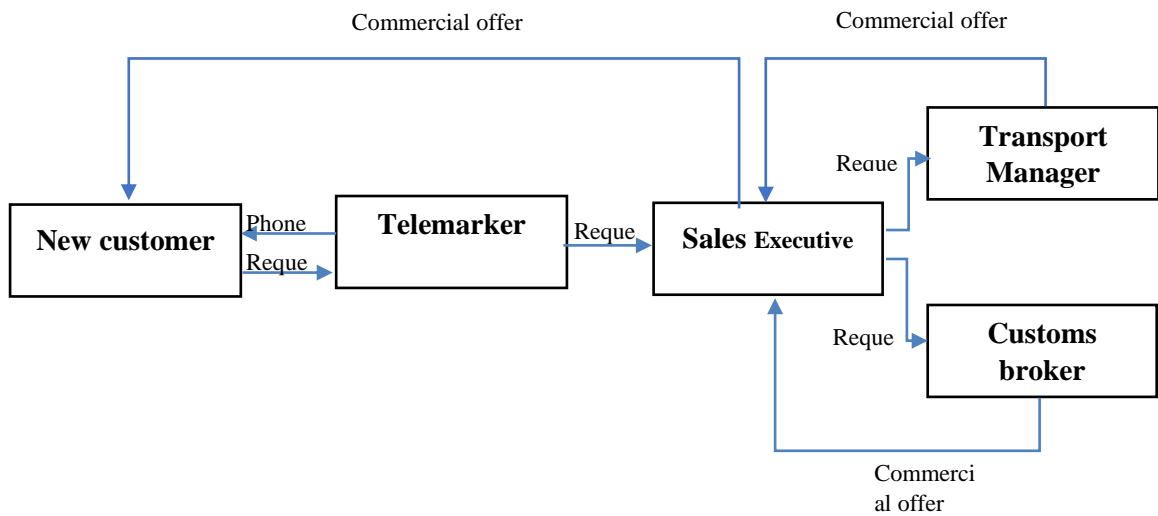 Commercial offer
Commercial offer
Transport
Manager
Reque
New customer
Phone
Reque
Telemarker
Reque
Sales Executive
Reque
Customs
broker
Commerci
al offer